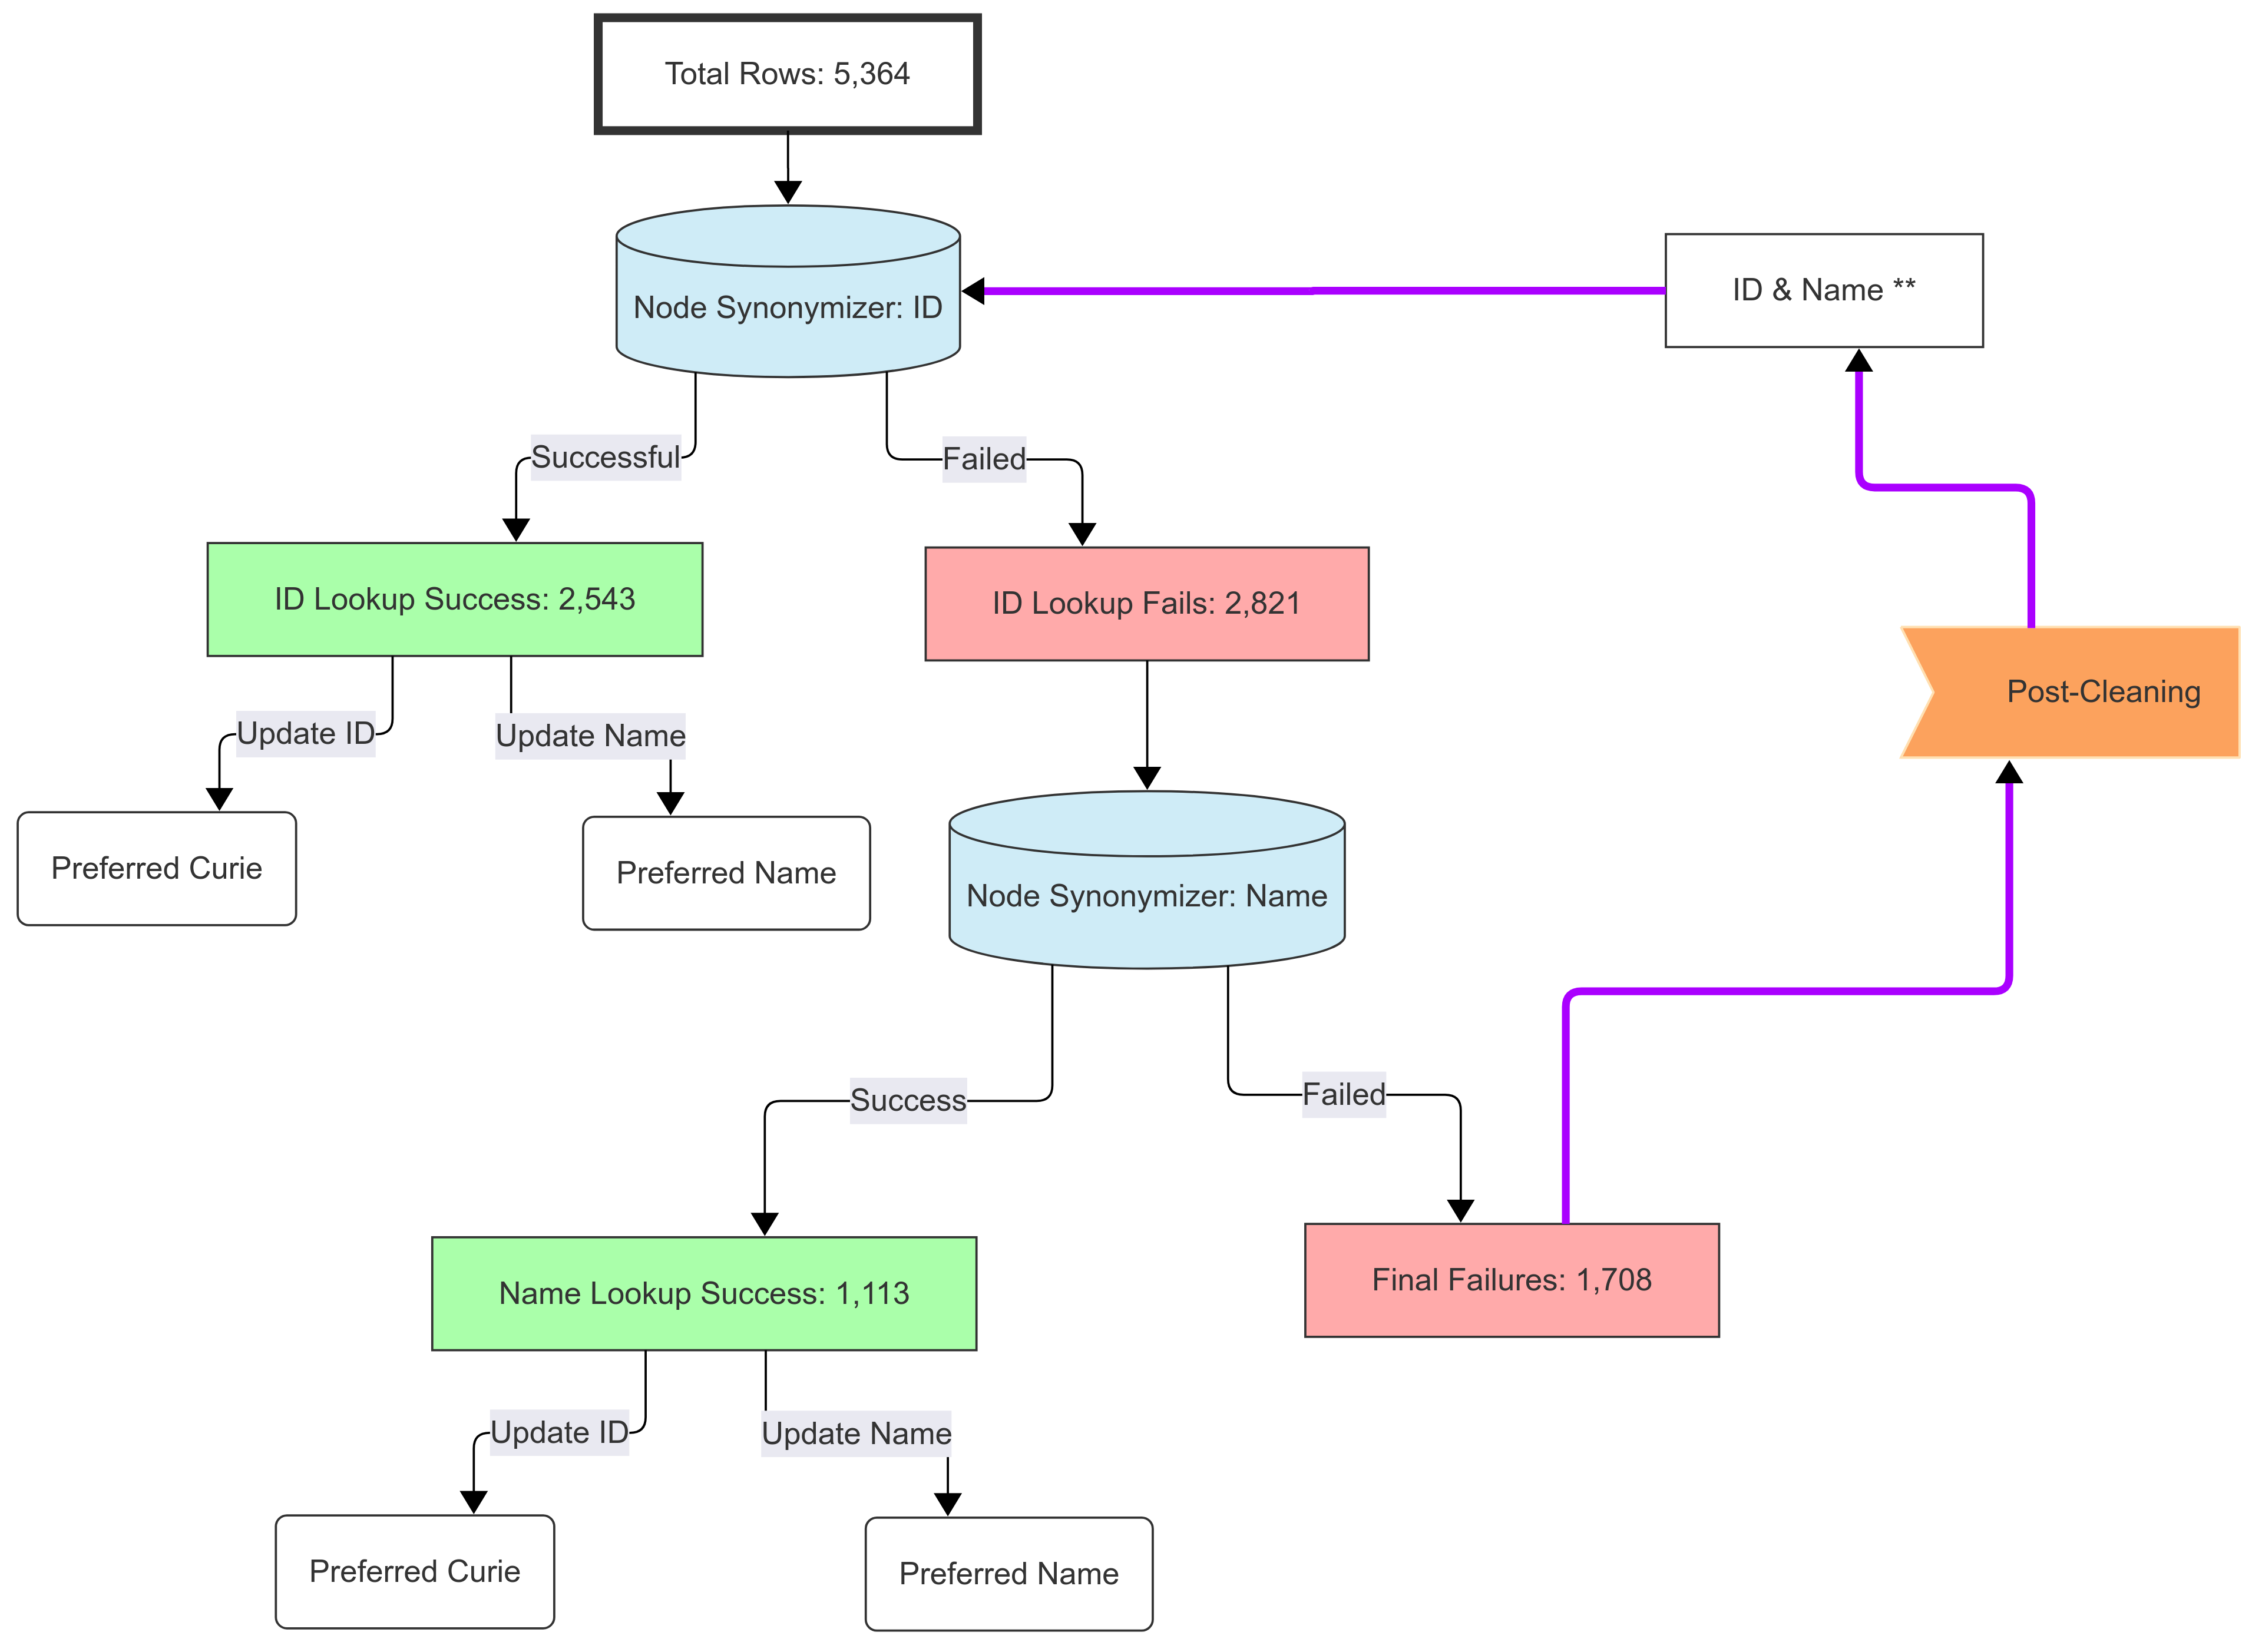 Total Rows: 5,364
Node Synonymizer: ID
ID & Name **
Successful
Failed
ID Lookup Success: 2,543
ID Lookup Fails: 2,821
Post-Cleaning
Update ID
Update Name
Preferred Curie
Preferred Name
Node Synonymizer: Name
Success
Failed
Name Lookup Success: 1,113
Final Failures: 1,708
Update ID
Update Name
Preferred Curie
Preferred Name